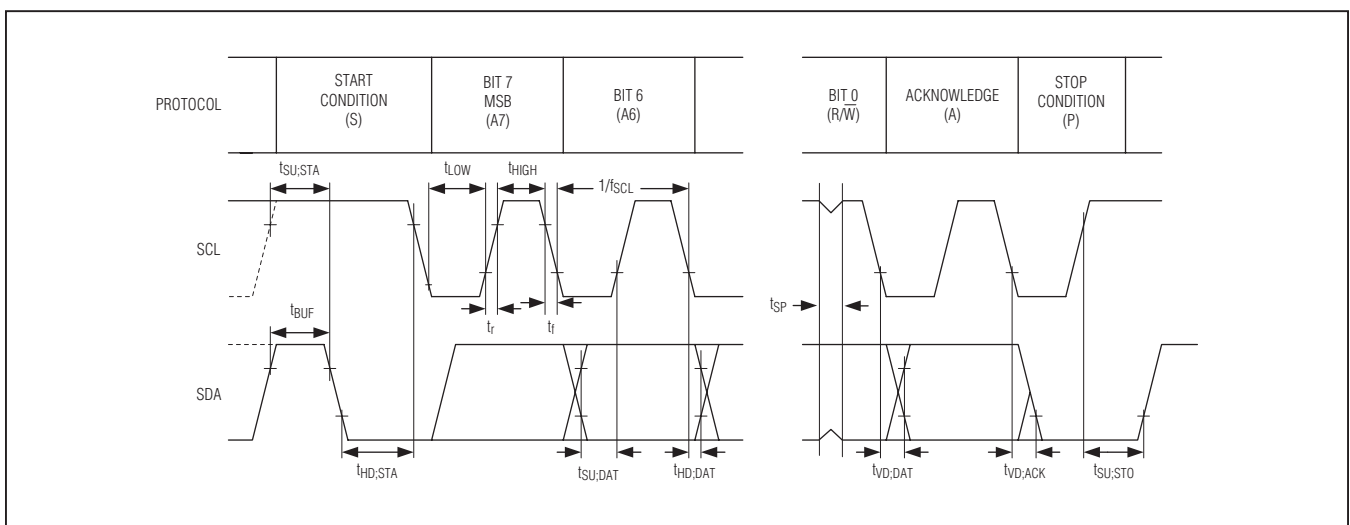 PROTOCOL
START
CONDITION
(S)
BIT 7
MSB
(A7)
BIT 6
(A6)
BIT 0
(R/W̅)
ACKNOWLEDGE
(A)
STOP
CONDITION
(P)
tSU;STA
tLOW
tHIGH
1/fSCL
SCL
tBUF
tr
tf
tSP
SDA
tHD;STA
tSU;DAT
tHD;DAT
tVD;DAT
tVD;ACK
tSU;STO